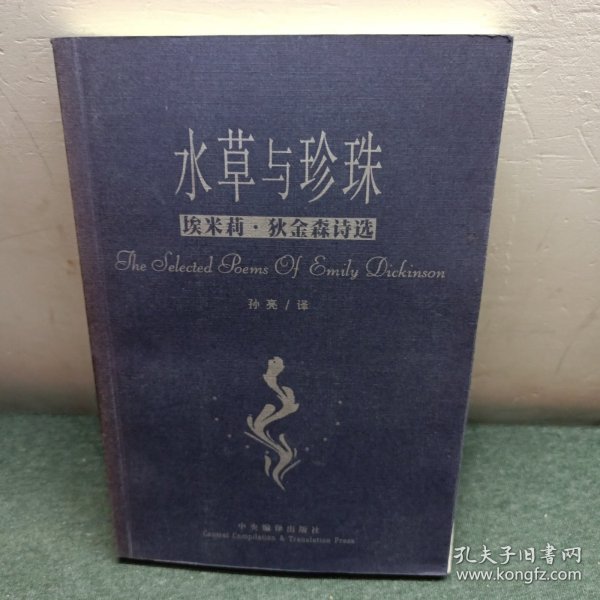 水草与珍珠
埃米莉·狄金森诗选
The Selected Poems Of Emily Dickinson
孙亮/译
中央编译出版社
Central Compilation & Translation Press
孔夫子旧书网
www.kongfz.com